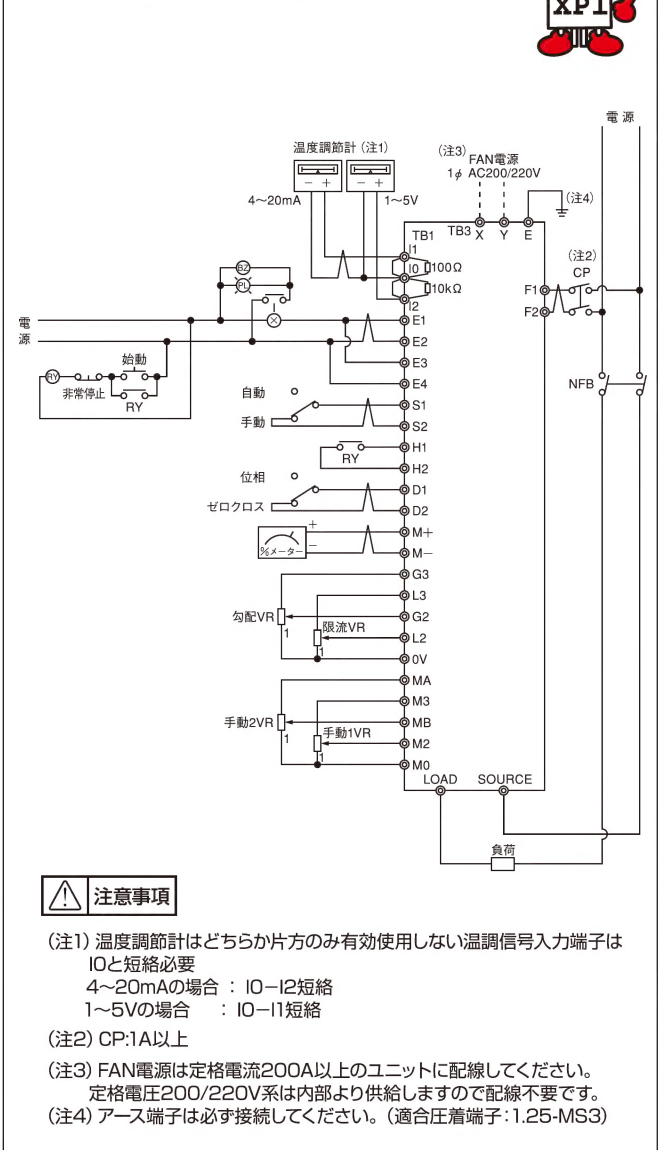 XPI
電 源
温度調節計 (注1)
− + − +
4〜20mA
1〜5V
(注3)
FAN電源
1φ AC200/220V
(注4)
TB1
TB3 X Y E
I1
I0
100Ω
10kΩ
I2
(注2)
CP
F1
F2
NFB
BZ
PL
電
源
E1
E2
E3
E4
RY
非常停止
始動
RY
自動
手動
S1
S2
RY
H1
H2
位相
ゼロクロス
D1
D2
%メーター
+
−
M+
M−
勾配VR
1
限流VR
1
G3
L3
G2
L2
0V
手動2VR
1
手動1VR
1
MA
M3
MB
M2
M0
LOAD SOURCE
負荷
注意事項
(注1) 温度調節計はどちらか片方のみ有効使用しない温調信号入力端子は
IOと短絡必要
4〜20mAの場合 : IO−I2短絡
1〜5Vの場合 : IO−I1短絡
(注2) CP:1A以上
(注3) FAN電源は定格電流200A以上のユニットに配線してください。
定格電圧200/220V系は内部より供給しますので配線不要です。
(注4) アース端子は必ず接続してください。(適合圧着端子:1.25-MS3)